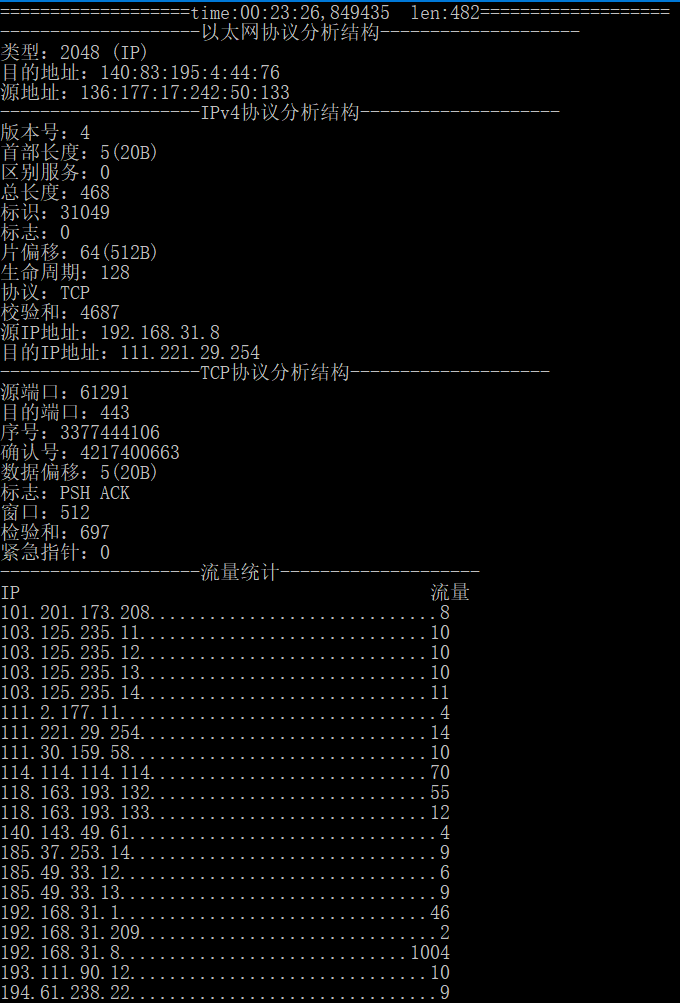 ===================time:00:23:26,849435  len:482===================
--------------------以太网协议分析结构--------------------
类型: 2048 (IP)
目的地址: 140:83:195:4:44:76
源地址: 136:177:17:242:50:133
--------------------IPv4协议分析结构--------------------
版本号: 4
首部长度: 5(20B)
区别服务: 0
总长度: 468
标识: 31049
标志: 0
片偏移: 64(512B)
生命周期: 128
协议: TCP
校验和: 4687
源IP地址: 192.168.31.8
目的IP地址: 111.221.29.254
--------------------TCP协议分析结构--------------------
源端口: 61291
目的端口: 443
序号: 3377444106
确认号: 4217400663
数据偏移: 5(20B)
标志: PSH ACK
窗口: 512
检验和: 697
紧急指针: 0
--------------------流量统计--------------------
IP                                         流量
101.201.173.208.............................8
103.125.235.11.............................10
103.125.235.12.............................10
103.125.235.13.............................10
103.125.235.14.............................11
111.2.177.11................................4
111.221.29.254.............................14
111.30.159.58..............................10
114.114.114.114............................70
118.163.193.132............................55
118.163.193.133............................12
140.143.49.61...............................4
185.37.253.14...............................9
185.49.33.12................................6
185.49.33.13................................9
192.168.31.1...............................46
192.168.31.209..............................2
192.168.31.8.............................1004
193.111.90.12..............................10
194.61.238.22...............................9